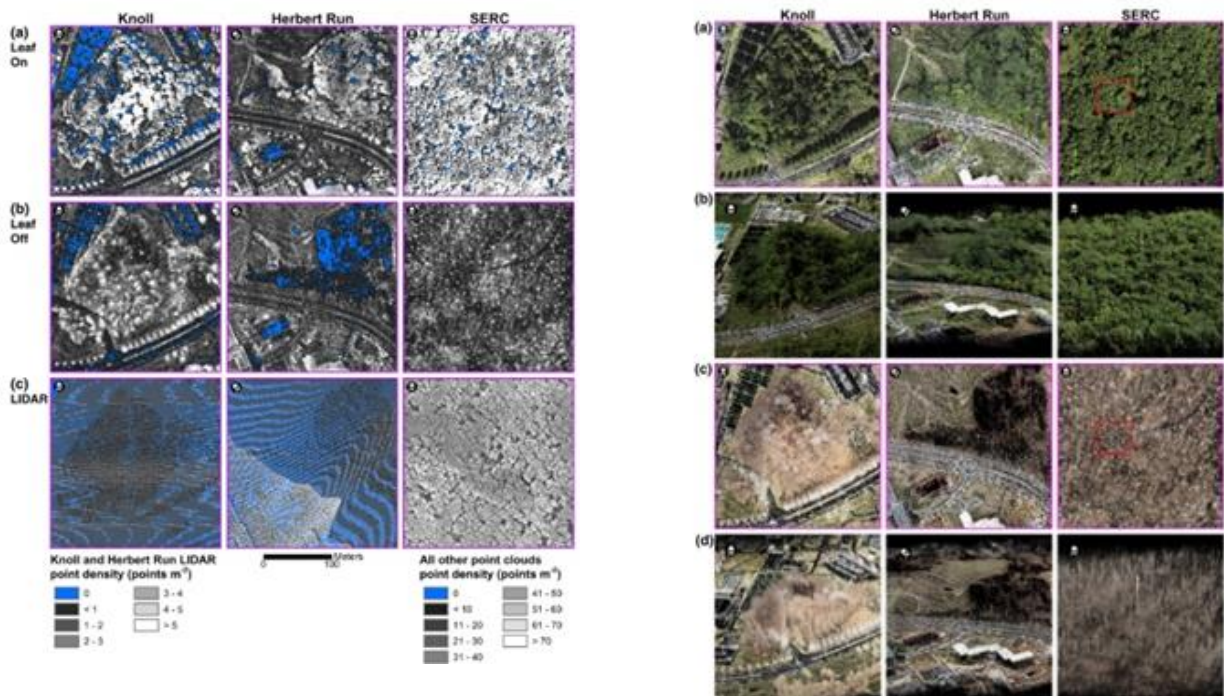 Knoll Herbert Run SERC
(a)
Leaf
On
(b)
Leaf
Off
(c)
LIDAR
0 100
Meters
Knoll and Herbert Run LIDAR
point density (points m⁻²)
0
< 1
1 - 2
2 - 3
3 - 4
4 - 5
> 5
All other point clouds
point density (points m⁻²)
0
< 10
11 - 20
21 - 30
31 - 40
41 - 50
51 - 60
61 - 70
> 70
Knoll Herbert Run SERC
(a)
(b)
(c)
(d)